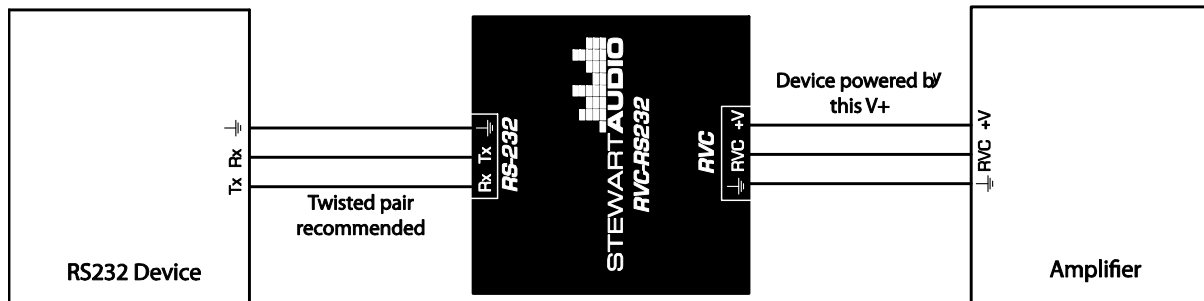 Rx
Tx
RS232 Device
Twisted pair
recommended
Tx
Rx
RS-232
STEWARTAUDIO
RVC-RS232
RVC
+V
RVC
Device powered by
this V+
+V
RVC
Amplifier